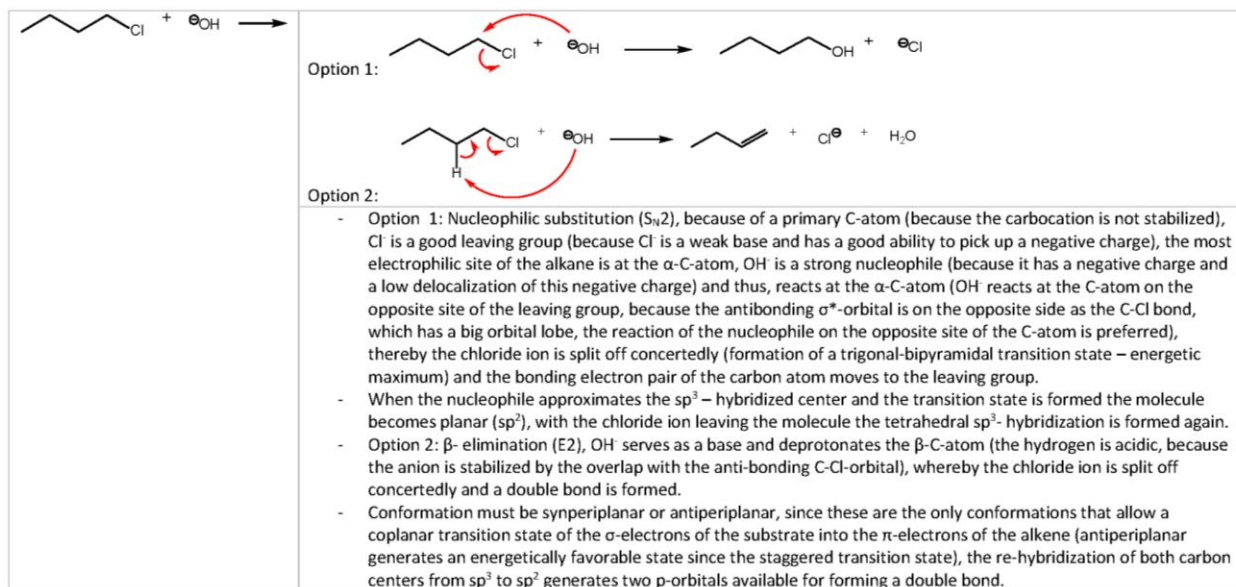 Cl + ⊖OH
Cl + ⊖OH OH + ⊖Cl
Option 1:
Cl + ⊖OH + Cl⊖ + H₂O
H
Option 2:
- Option 1: Nucleophilic substitution (SN2), because of a primary C-atom (because the carbocation is not stabilized),
Cl⁻ is a good leaving group (because Cl⁻ is a weak base and has a good ability to pick up a negative charge), the most
electrophilic site of the alkane is at the α-C-atom, OH⁻ is a strong nucleophile (because it has a negative charge and
a low delocalization of this negative charge) and thus, reacts at the α-C-atom (OH⁻ reacts at the C-atom on the
opposite site of the leaving group, because the antibonding σ*-orbital is on the opposite side as the C-Cl bond,
which has a big orbital lobe, the reaction of the nucleophile on the opposite site of the C-atom is preferred),
thereby the chloride ion is split off concertedly (formation of a trigonal-bipyramidal transition state – energetic
maximum) and the bonding electron pair of the carbon atom moves to the leaving group.
- When the nucleophile approximates the sp³ – hybridized center and the transition state is formed the molecule
becomes planar (sp²), with the chloride ion leaving the molecule the tetrahedral sp³- hybridization is formed again.
- Option 2: β- elimination (E2), OH⁻ serves as a base and deprotonates the β-C-atom (the hydrogen is acidic, because
the anion is stabilized by the overlap with the anti-bonding C-Cl-orbital), whereby the chloride ion is split off
concertedly and a double bond is formed.
- Conformation must be synperiplanar or antiperiplanar, since these are the only conformations that allow a
coplanar transition state of the σ-electrons of the substrate into the π-electrons of the alkene (antiperiplanar
generates an energetically favorable state since the staggered transition state), the re-hybridization of both carbon
centers from sp³ to sp² generates two p-orbitals available for forming a double bond.